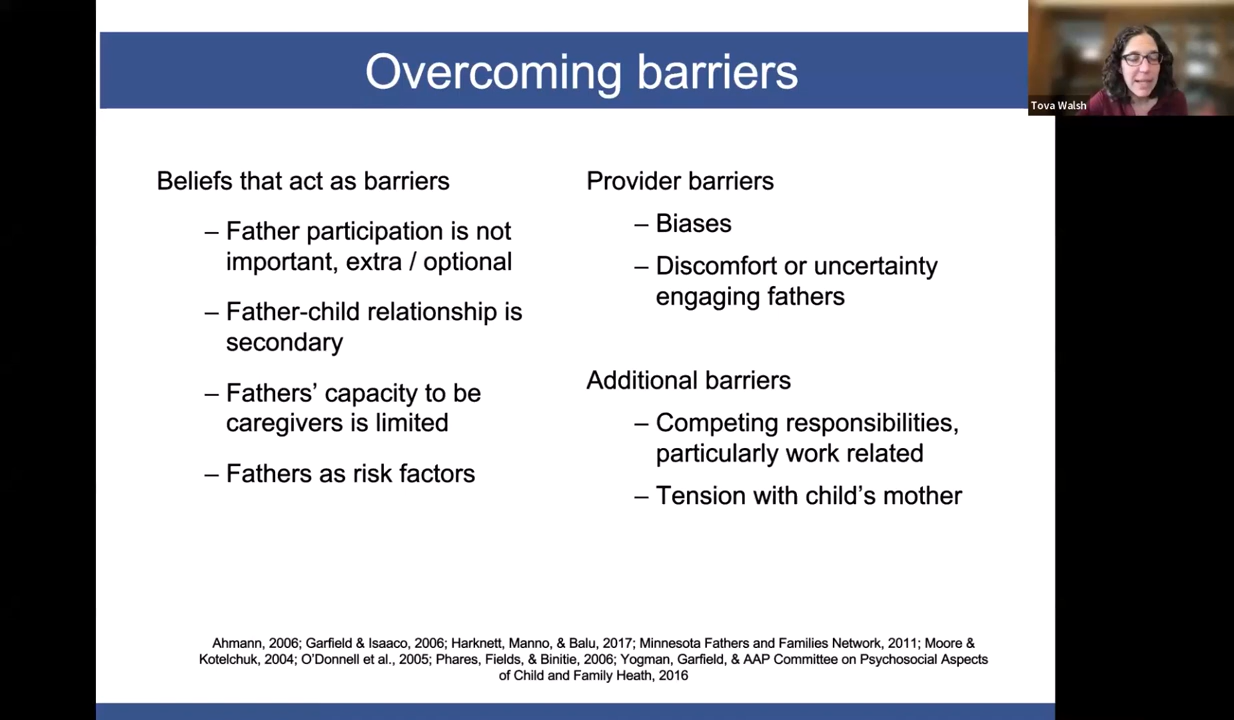 Overcoming barriers
Tova Walsh
Beliefs that act as barriers
– Father participation is not
important, extra / optional
– Father-child relationship is
secondary
– Fathers’ capacity to be
caregivers is limited
– Fathers as risk factors
Provider barriers
– Biases
– Discomfort or uncertainty
engaging fathers
Additional barriers
– Competing responsibilities,
particularly work related
– Tension with child’s mother
Ahmann, 2006; Garfield & Isaaco, 2006; Harknett, Manno, & Balu, 2017; Minnesota Fathers and Families Network, 2011; Moore &
Kotelchuk, 2004; O’Donnell et al., 2005; Phares, Fields, & Binitie, 2006; Yogman, Garfield, & AAP Committee on Psychosocial Aspects
of Child and Family Heath, 2016